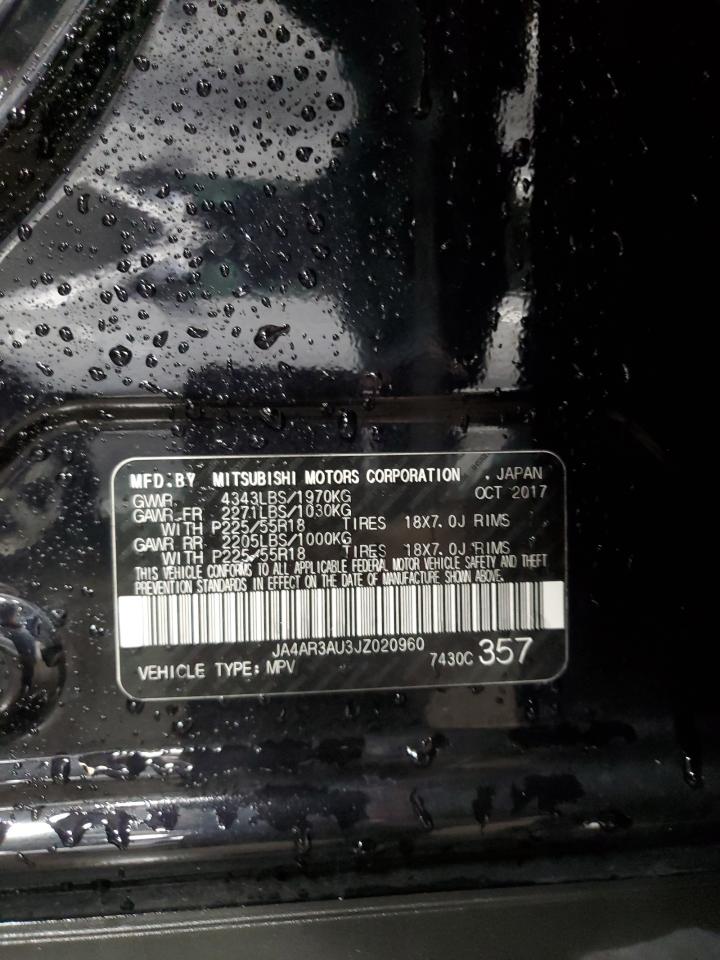 MFD.BY MITSUBISHI MOTORS CORPORATION , JAPAN
GVWR 4343LBS/1970KG OCT 2017
GAWR FR 2271LBS/1030KG
WITH P225/55R18 TIRES 18X7.0J RIMS
GAWR RR 2205LBS/1000KG
WITH P225/55R18 TIRES 18X7.0J RIMS
THIS VEHICLE CONFORMS TO ALL APPLICABLE FEDERAL MOTOR VEHICLE SAFETY AND THEFT
PREVENTION STANDARDS IN EFFECT ON THE DATE OF MANUFACTURE SHOWN ABOVE.
JA4AR3AU3JZ020960
VEHICLE TYPE: MPV 7430C 357